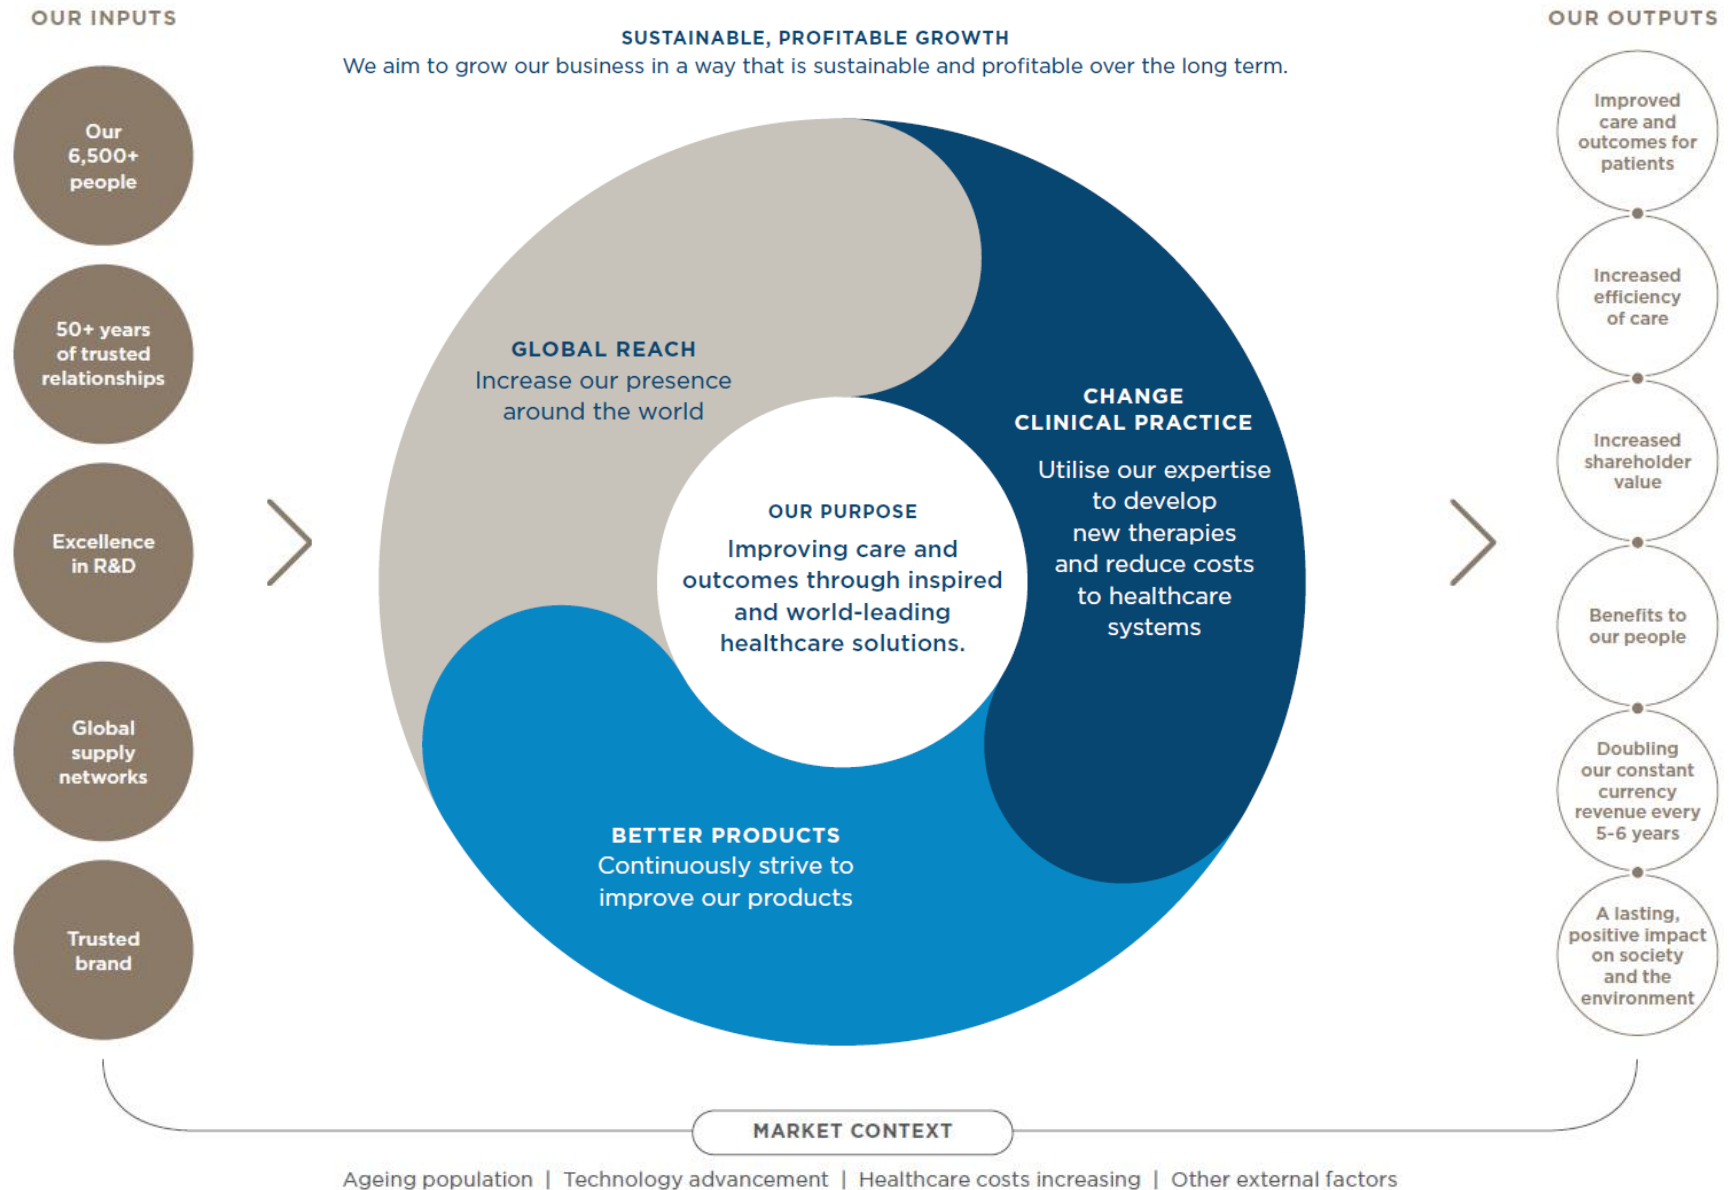 OUR INPUTS
Our
6,500+
people
50+ years
of trusted
relationships
Excellence
in R&D
Global
supply
networks
Trusted
brand
SUSTAINABLE, PROFITABLE GROWTH
We aim to grow our business in a way that is sustainable and profitable over the long term.
GLOBAL REACH
Increase our presence
around the world
CHANGE
CLINICAL PRACTICE
Utilise our expertise
to develop
new therapies
and reduce costs
to healthcare
systems
OUR PURPOSE
Improving care and
outcomes through inspired
and world-leading
healthcare solutions.
BETTER PRODUCTS
Continuously strive to
improve our products
OUR OUTPUTS
Improved
care and
outcomes for
patients
Increased
efficiency
of care
Increased
shareholder
value
Benefits to
our people
Doubling
our constant
currency
revenue every
5-6 years
A lasting,
positive impact
on society
and the
environment
MARKET CONTEXT
Ageing population | Technology advancement | Healthcare costs increasing | Other external factors